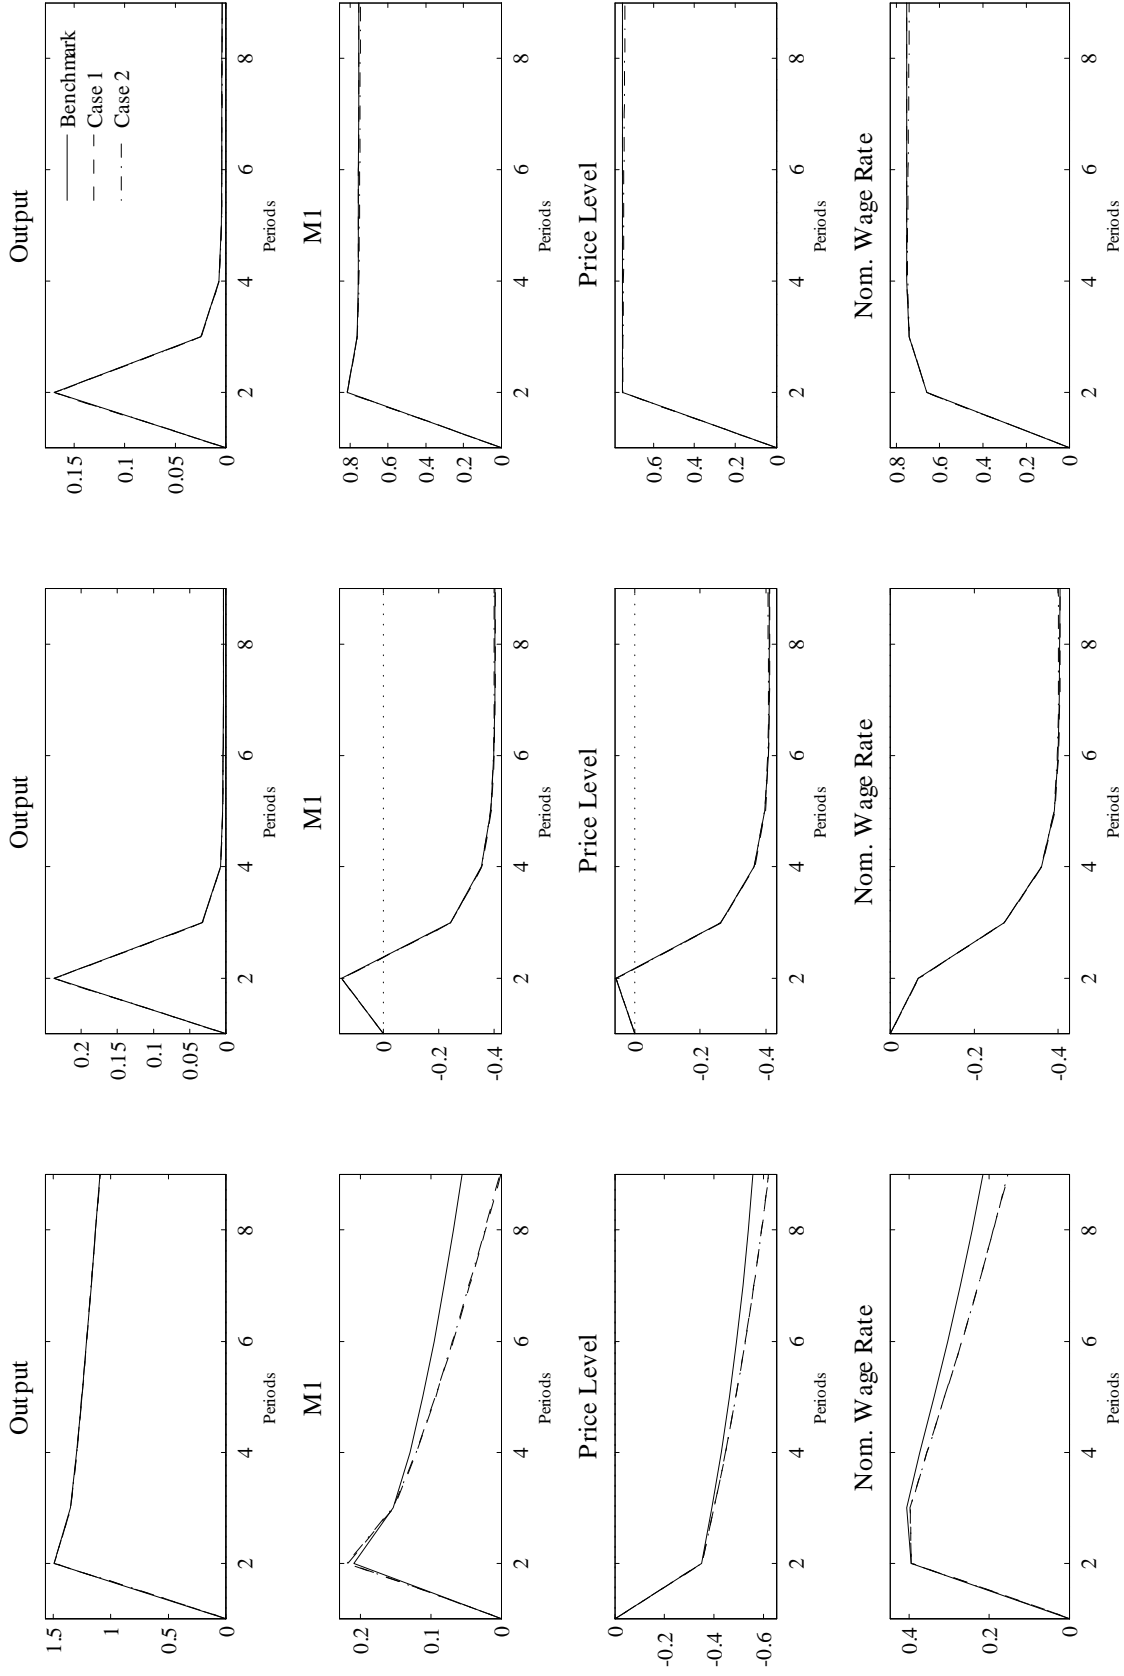 Output
1.5
1
0.5
0
2 4 6 8
Periods
Output
0.2
0.15
0.1
0.05
0
2 4 6 8
Periods
Output
Benchmark
Case 1
Case 2
0.15
0.1
0.05
0
2 4 6 8
Periods
M1
0.2
0.1
0
2 4 6 8
Periods
M1
0
-0.2
-0.4
2 4 6 8
Periods
M1
0.8
0.6
0.4
0.2
0
2 4 6 8
Periods
Price Level
0
-0.2
-0.4
-0.6
2 4 6 8
Periods
Price Level
0
-0.2
-0.4
2 4 6 8
Periods
Price Level
0.6
0.4
0.2
0
2 4 6 8
Periods
Nom. Wage Rate
0.4
0.2
0
2 4 6 8
Periods
Nom. Wage Rate
0
-0.2
-0.4
2 4 6 8
Periods
Nom. Wage Rate
0.8
0.6
0.4
0.2
0
2 4 6 8
Periods